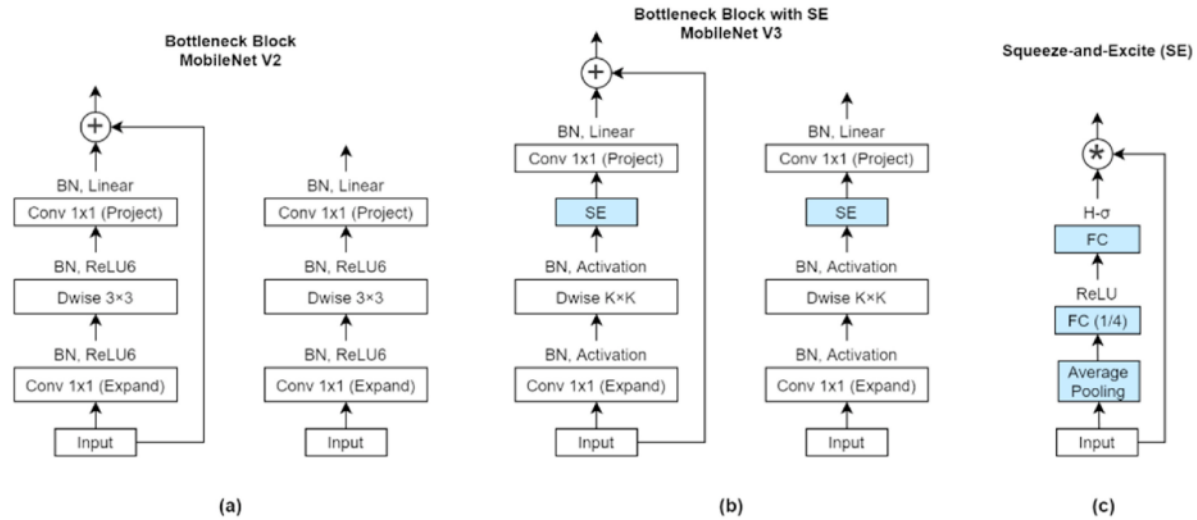 Bottleneck Block
MobileNet V2
+
BN, Linear
Conv 1x1 (Project)
BN, ReLU6
Dwise 3×3
BN, ReLU6
Conv 1x1 (Expand)
Input
BN, Linear
Conv 1x1 (Project)
BN, ReLU6
Dwise 3×3
BN, ReLU6
Conv 1x1 (Expand)
Input
(a)
Bottleneck Block with SE
MobileNet V3
+
BN, Linear
Conv 1x1 (Project)
SE
BN, Activation
Dwise K×K
BN, Activation
Conv 1x1 (Expand)
Input
BN, Linear
Conv 1x1 (Project)
SE
BN, Activation
Dwise K×K
BN, Activation
Conv 1x1 (Expand)
Input
(b)
Squeeze-and-Excite (SE)
*
H-σ
FC
ReLU
FC (1/4)
Average
Pooling
Input
(c)